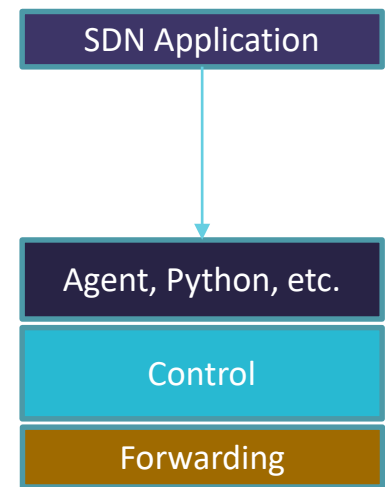 SDN Application
Agent, Python, etc.
Control
Forwarding